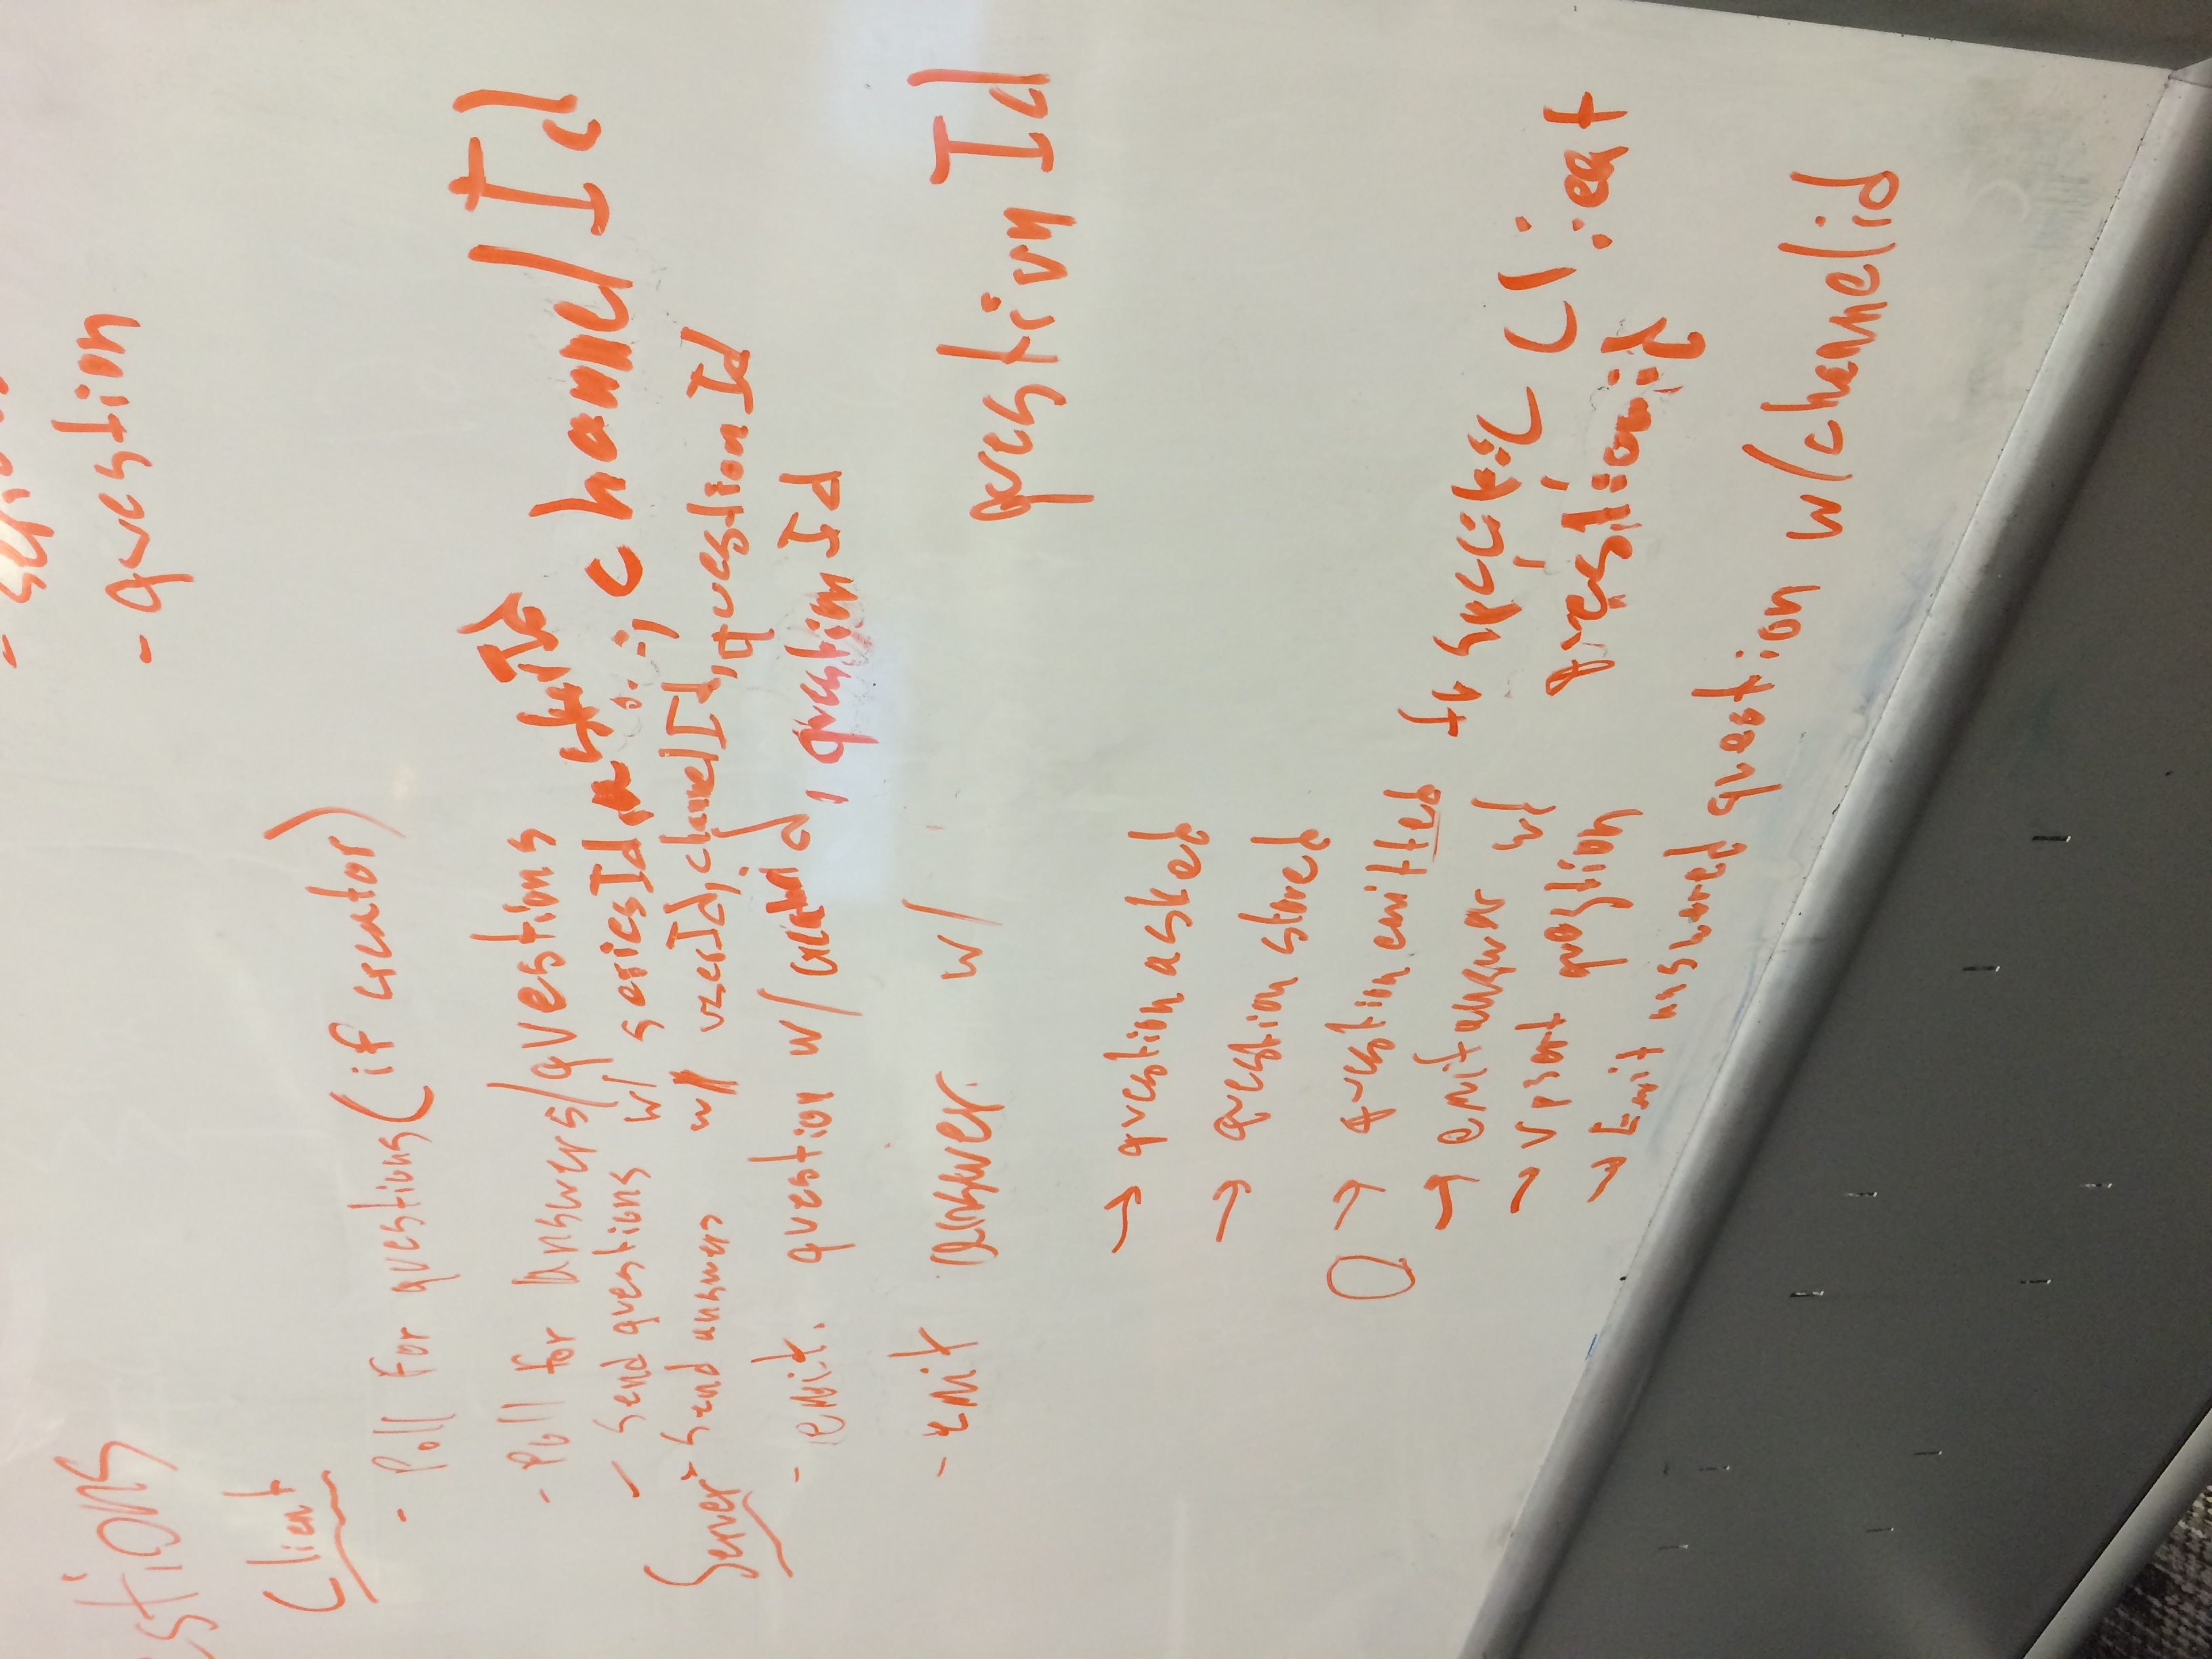 - question
Client
- Poll for questions (if creator)
- Poll for answers/questions
- Send questions w/ seriesId, askerId , channelId
Server
- Send answers w/ userId, channelId, questionId
- emit. question w/ creatorid, questionId
- emit answer. w/ questionId
→ question asked
→ question stored
→ question emitted to specific client
→ emit answer w/ questionid
→ upsert question
→ Emit answered question w/channelid